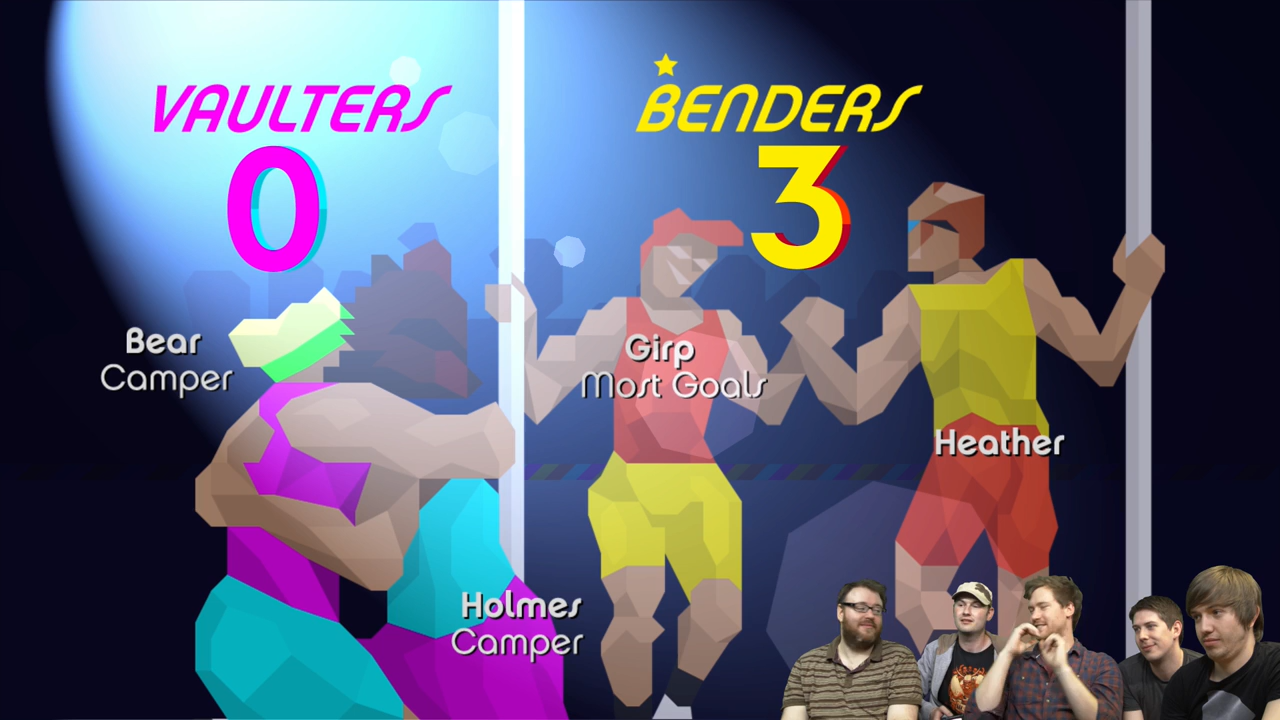 VAULTERS
0
BENDERS
3
Bear
Camper
Girp
Most Goals
Heather
Holmes
Camper